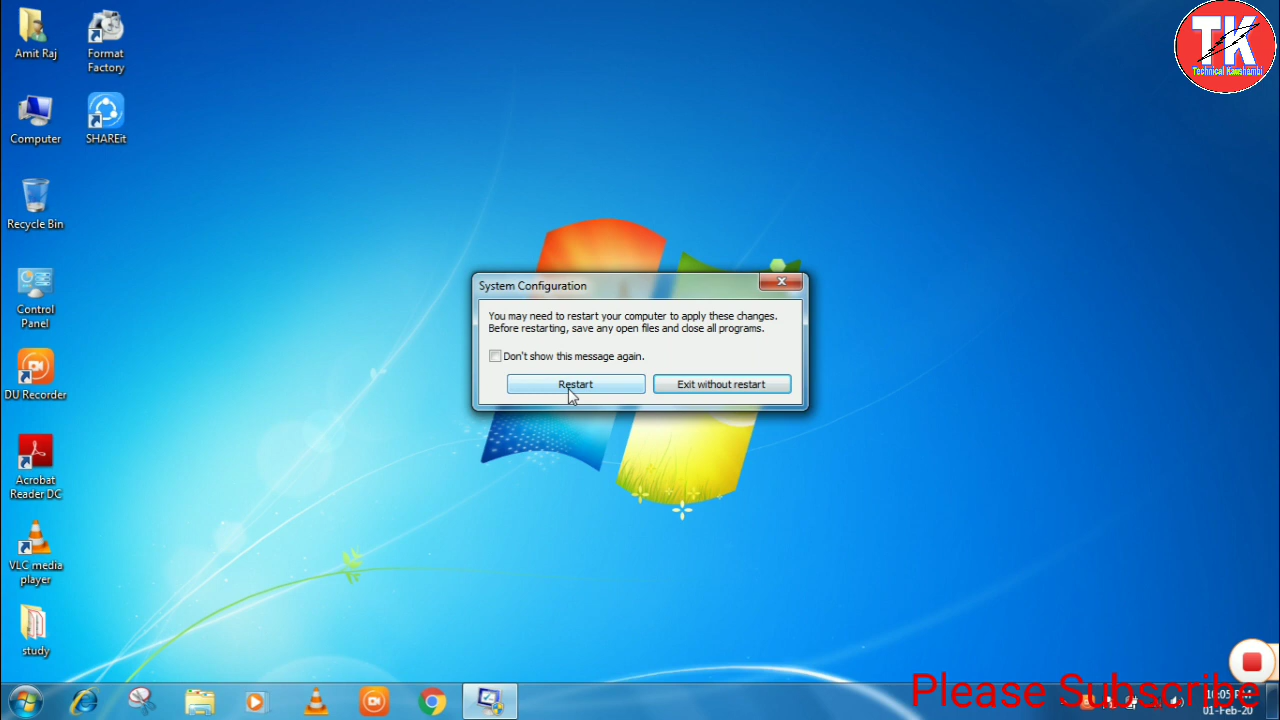 Amit Raj
Format
Factory
TK
Technical Kaushambi
Computer
SHAREit
Recycle Bin
Control
Panel
DU Recorder
Acrobat
Reader DC
VLC media
player
study
System Configuration
You may need to restart your computer to apply these changes.
Before restarting, save any open files and close all programs.
Don't show this message again.
Restart
Exit without restart
Please Subscribe
10:05 PM
01-Feb-20